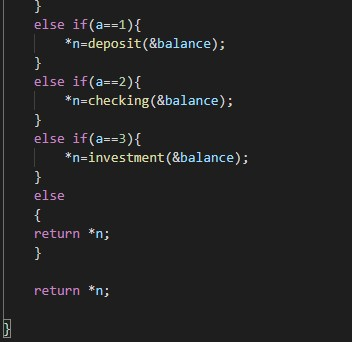 }
else if(a==1){
*n=deposit(&balance);
}
else if(a==2){
*n=checking(&balance);
}
else if(a==3){
*n=investment(&balance);
}
else
{
return *n;
}
return *n;
}